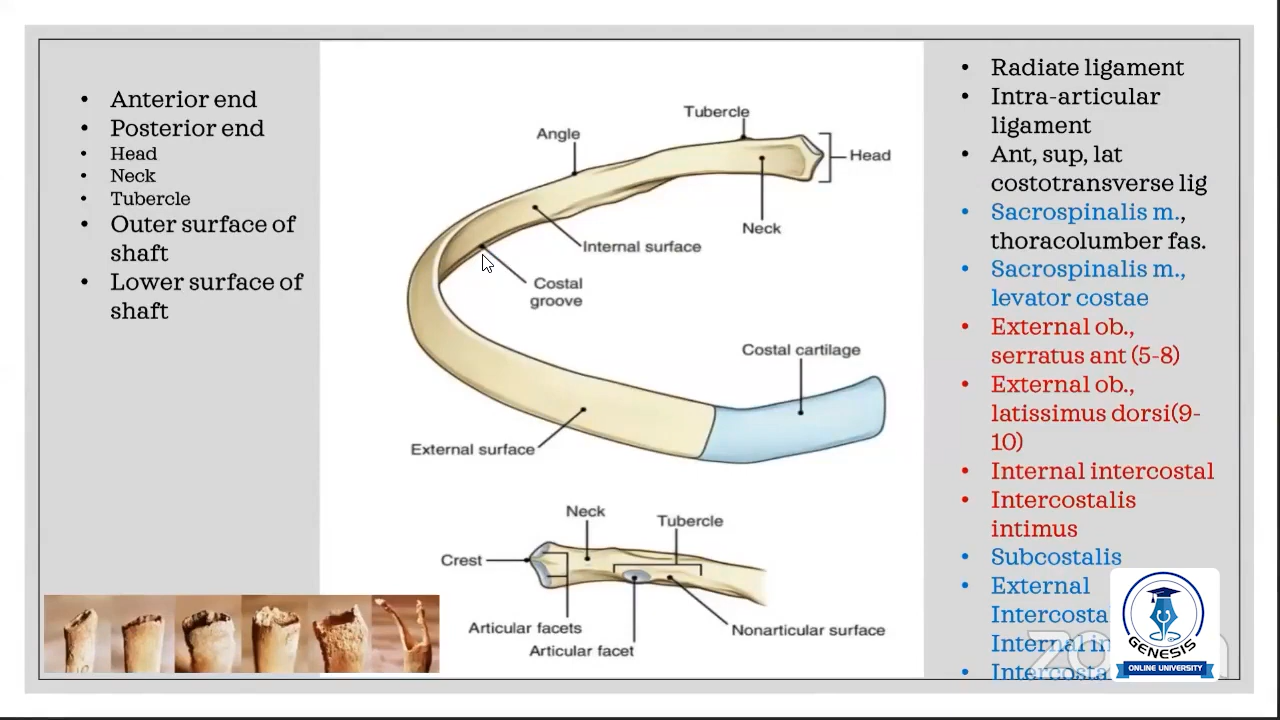 Anterior end
Posterior end
Head
Neck
Tubercle
Outer surface of
shaft
Lower surface of
shaft
Tubercle
Angle
Head
Neck
Internal surface
Costal
groove
Costal cartilage
External surface
Neck
Tubercle
Crest
Articular facets
Nonarticular surface
Articular facet
Radiate ligament
Intra-articular
ligament
Ant, sup, lat
costotransverse lig
Sacrospinalis m.,
thoracolumber fas.
Sacrospinalis m.,
levator costae
External ob.,
serratus ant (5-8)
External ob.,
latissimus dorsi(9-
10)
Internal intercostal
Intercostalis
intimus
Subcostalis
External
GENESIS
ONLINE UNIVERSITY